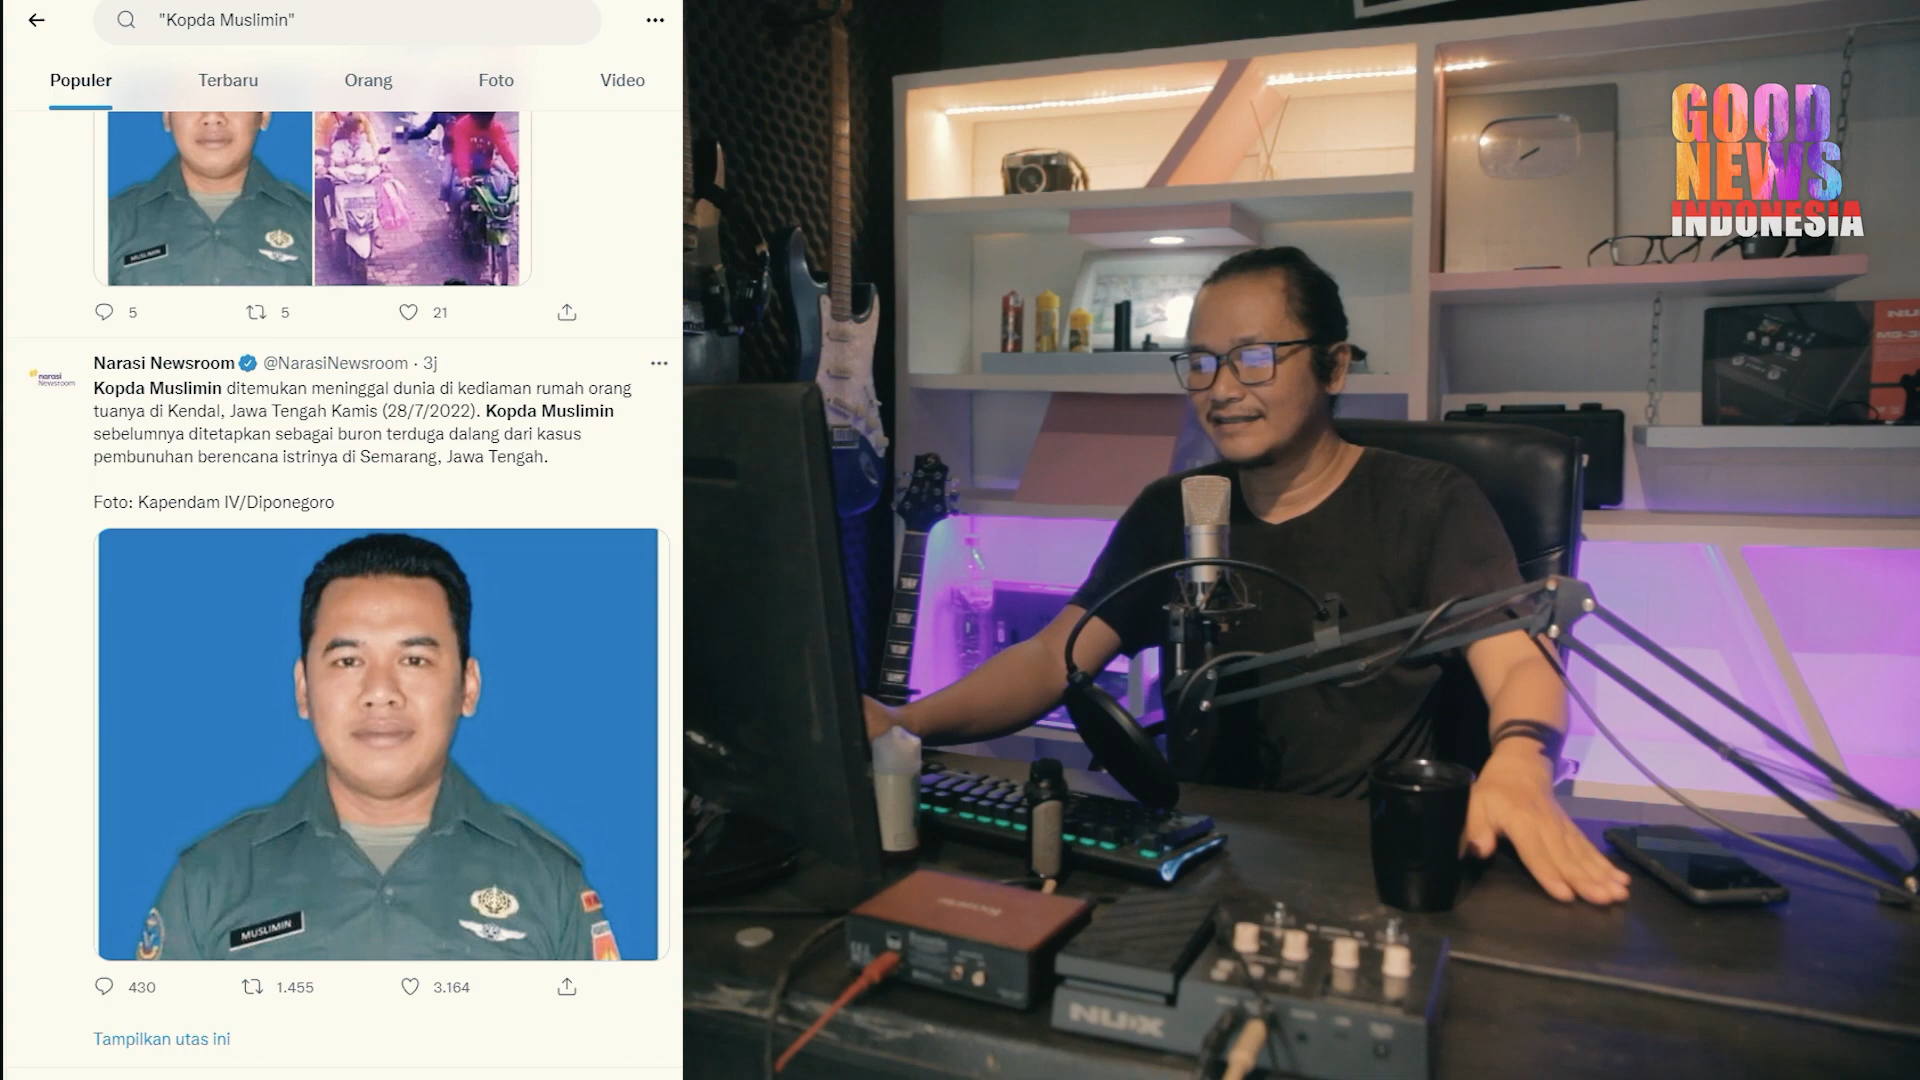 "Kopda Muslimin"
Populer
Terbaru
Orang
Foto
Video
MUSLIMIN
5
5
21
narasi
Newsroom
Narasi Newsroom @NarasiNewsroom · 3j
Kopda Muslimin ditemukan meninggal dunia di kediaman rumah orang
tuanya di Kendal, Jawa Tengah Kamis (28/7/2022). Kopda Muslimin
sebelumnya ditetapkan sebagai buron terduga dalang dari kasus
pembunuhan berencana istrinya di Semarang, Jawa Tengah.
Foto: Kapendam IV/Diponegoro
MUSLIMIN
430
1.455
3.164
Tampilkan utas ini
GOOD
NEWS
INDONESIA
NUX